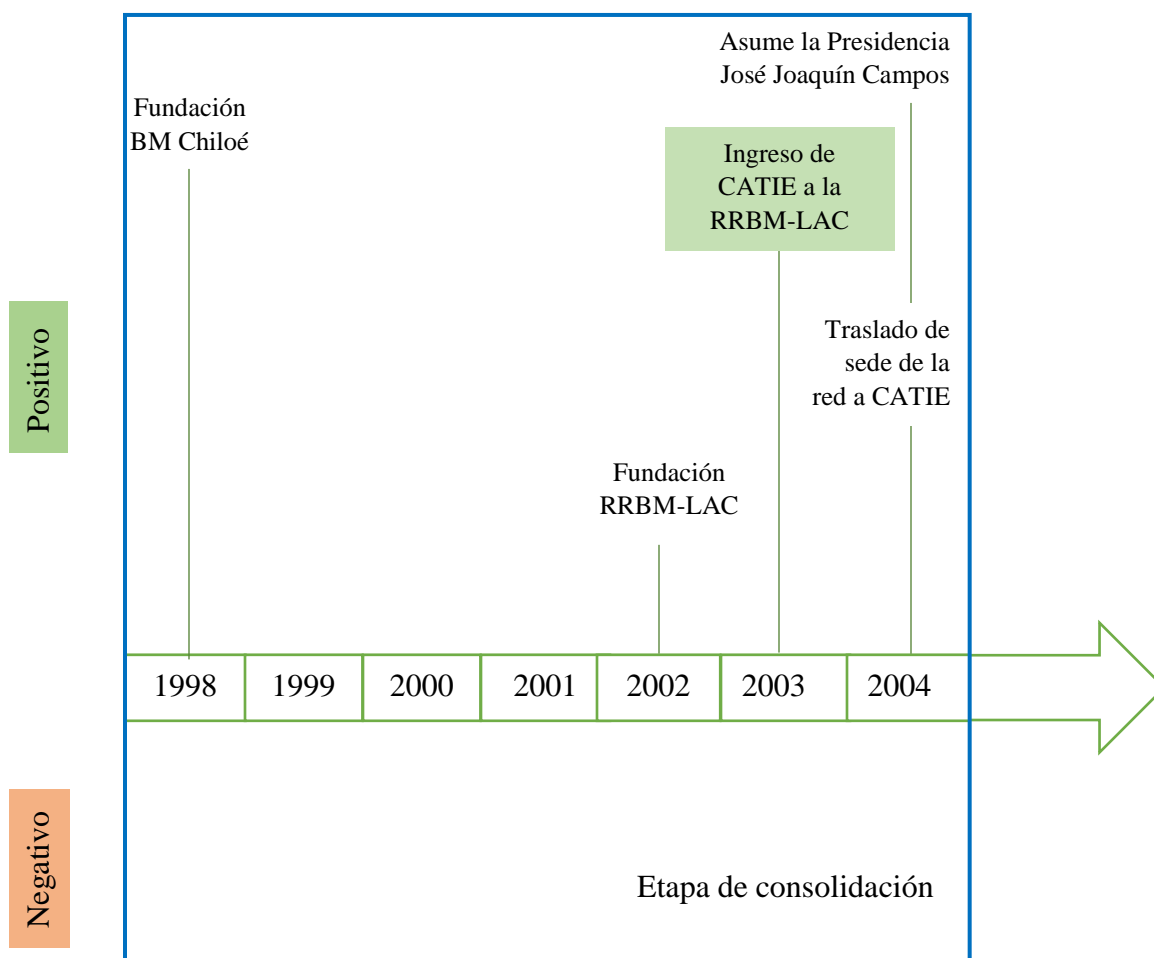 Asume la Presidencia
José Joaquín Campos
Fundación
BM Chiloé
Ingreso de
CATIE a la
RRBM-LAC
Positivo
Traslado de
sede de la
red a CATIE
Fundación
RRBM-LAC
1998
1999
2000
2001
2002
2003
2004
Negativo
Etapa de consolidación